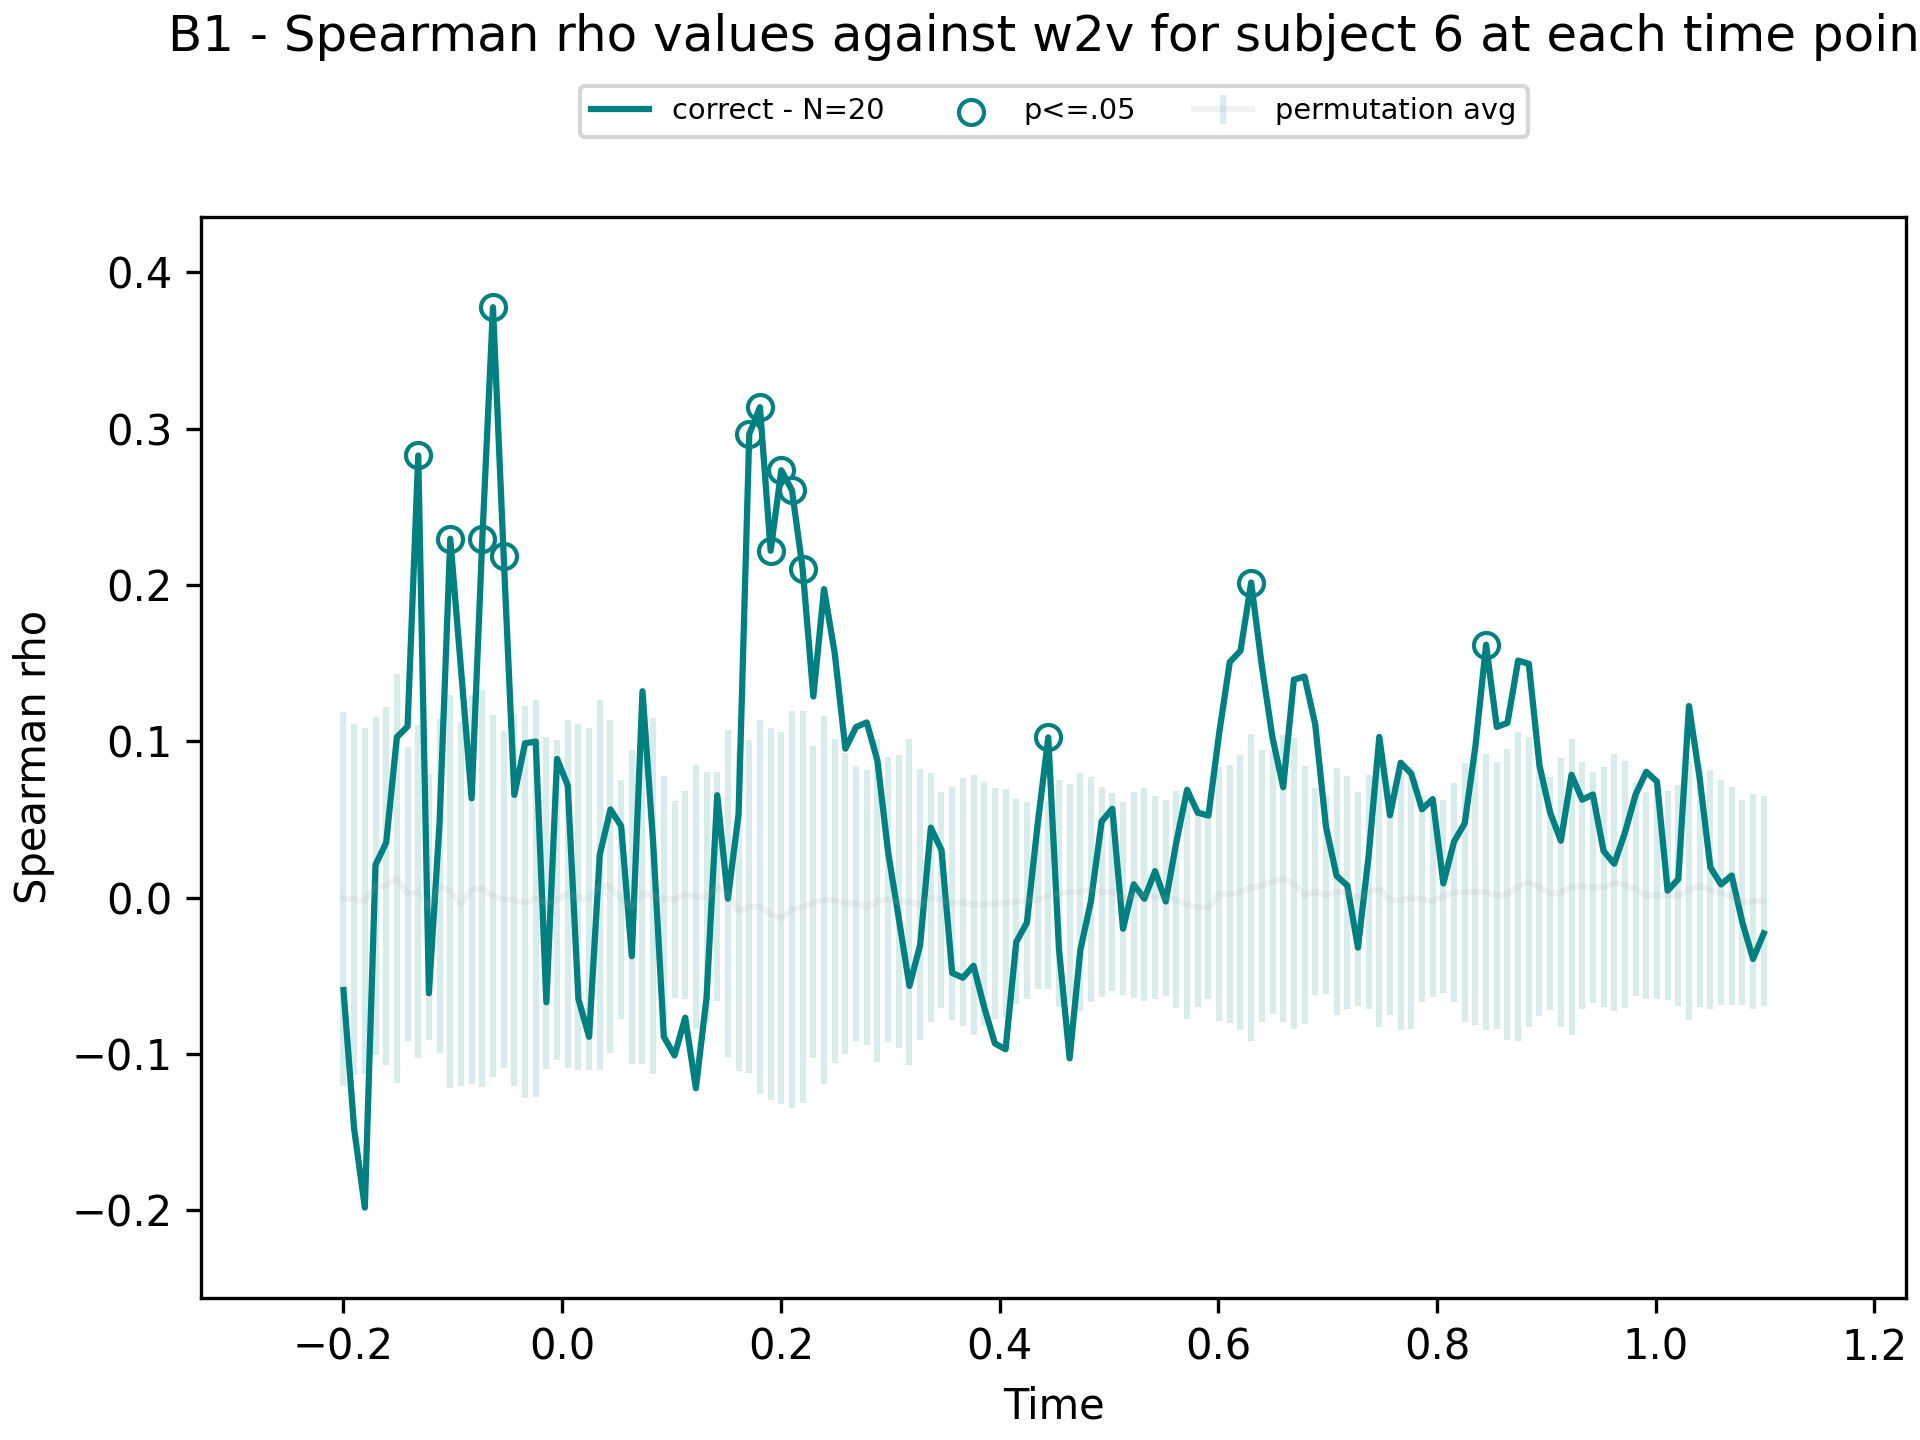 B1 - Spearman rho values against w2v for subject 6 at each time poin
correct - N=20 p<=.05 permutation avg
0.4
0.3
0.2
0.1
0.0
−0.1
−0.2
Spearman rho
−0.2 0.0 0.2 0.4 0.6 0.8 1.0 1.2
Time